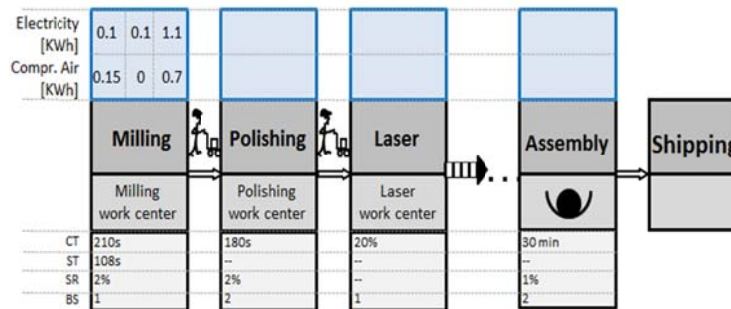 Electricity [KWh] 0.1 0.1 1.1
Compr. Air [KWh] 0.15 0 0.7
Milling Polishing Laser Assembly Shipping
...
Milling work center Polishing work center Laser work center
CT 210s 180s 20% 30 min
ST 108s -- -- --
SR 2% 2% -- 1%
BS 1 2 1 2